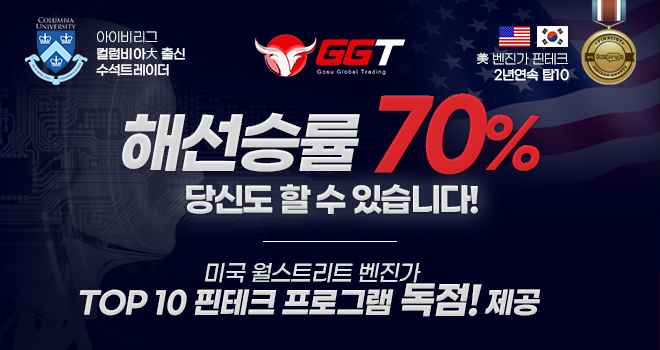 COLUMBIA
UNIVERSITY
아이비리그
컬럼비아大 출신
수석트레이더
GGT
Gosu Global Trading
美 벤진가 핀테크
2년연속 탑10
해선승률 70%
당신도 할 수 있습니다!
미국 월스트리트 벤진가
TOP 10 핀테크 프로그램 독점! 제공